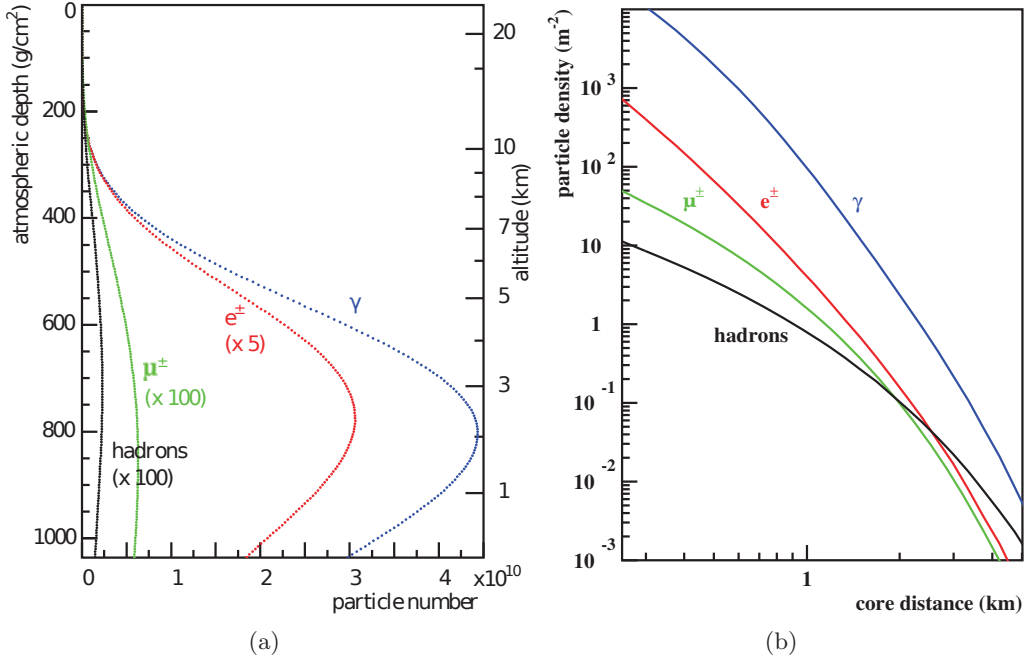 0
200
400
600
800
1000
atmospheric depth (g/cm²)
20
10
7
5
3
1
altitude (km)
γ
e±
(x 5)
μ±
(x 100)
hadrons
(x 100)
0 1 2 3 4 x10¹⁰
particle number
(a)
particle density (m⁻²)
10³
10²
10
1
10⁻¹
10⁻²
10⁻³
μ±
e±
γ
hadrons
1
core distance (km)
(b)